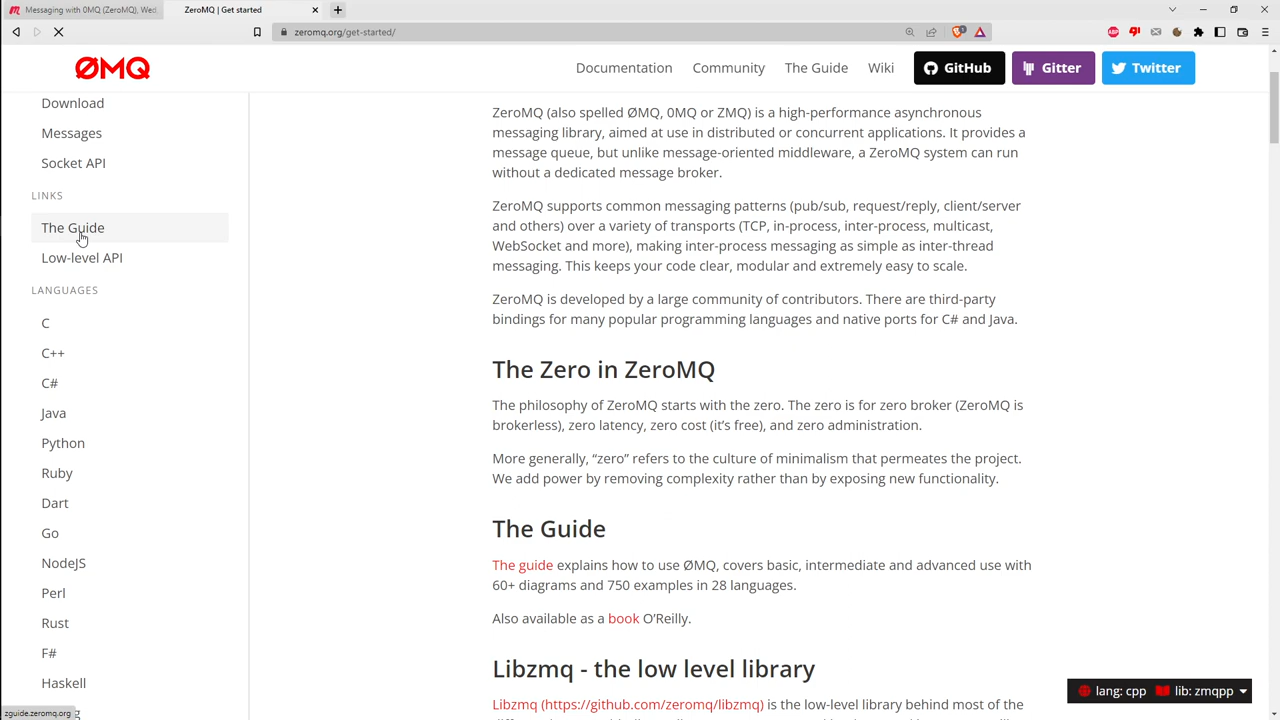 Messaging with 0MQ (ZeroMQ), Wed
ZeroMQ | Get started
zeromq.org/get-started/
ØMQ
Documentation
Community
The Guide
Wiki
GitHub
Gitter
Twitter
Download
Messages
Socket API
LINKS
The Guide
Low-level API
LANGUAGES
C
C++
C#
Java
Python
Ruby
Dart
Go
NodeJS
Perl
Rust
F#
Haskell
zguide.zeromq.org
ZeroMQ (also spelled ØMQ, 0MQ or ZMQ) is a high-performance asynchronous
messaging library, aimed at use in distributed or concurrent applications. It provides a
message queue, but unlike message-oriented middleware, a ZeroMQ system can run
without a dedicated message broker.
ZeroMQ supports common messaging patterns (pub/sub, request/reply, client/server
and others) over a variety of transports (TCP, in-process, inter-process, multicast,
WebSocket and more), making inter-process messaging as simple as inter-thread
messaging. This keeps your code clear, modular and extremely easy to scale.
ZeroMQ is developed by a large community of contributors. There are third-party
bindings for many popular programming languages and native ports for C# and Java.
The Zero in ZeroMQ
The philosophy of ZeroMQ starts with the zero. The zero is for zero broker (ZeroMQ is
brokerless), zero latency, zero cost (it's free), and zero administration.
More generally, “zero” refers to the culture of minimalism that permeates the project.
We add power by removing complexity rather than by exposing new functionality.
The Guide
The guide explains how to use ØMQ, covers basic, intermediate and advanced use with
60+ diagrams and 750 examples in 28 languages.
Also available as a book O’Reilly.
Libzmq - the low level library
Libzmq (https://github.com/zeromq/libzmq) is the low-level library behind most of the
lang: cpp
lib: zmqpp